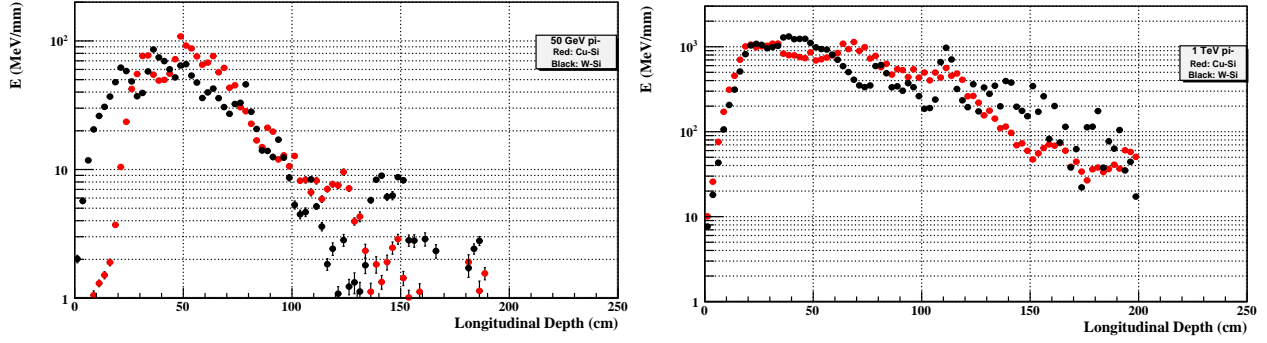 E (MeV/mm)
10²
10
1
50 GeV pi-
Red: Cu-Si
Black: W-Si
0 50 100 150 200 250
Longitudinal Depth (cm)
E (MeV/mm)
10³
10²
10
1
1 TeV pi-
Red: Cu-Si
Black: W-Si
0 50 100 150 200 250
Longitudinal Depth (cm)